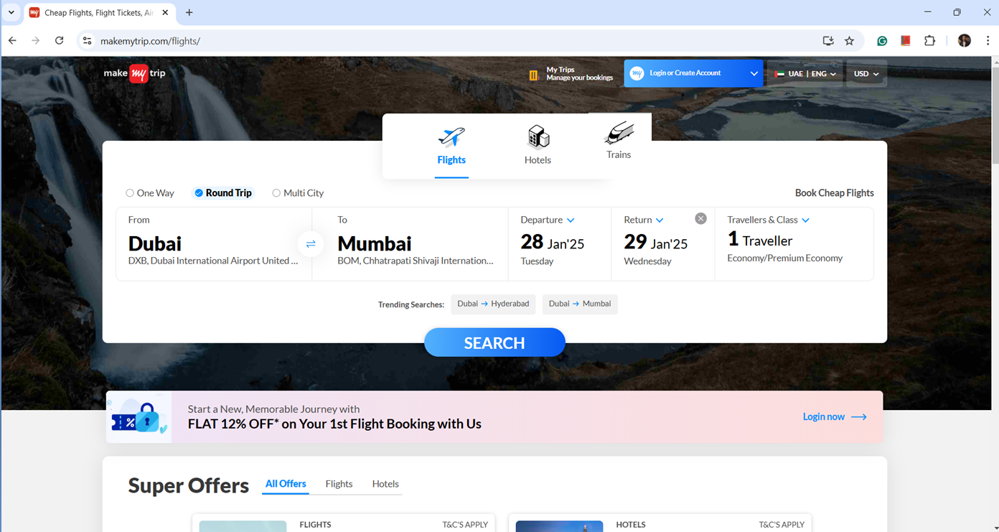 Cheap Flights, Flight Tickets, Air
makemytrip.com/flights/
make my trip
My Trips
Manage your bookings
my Login or Create Account
UAE | ENG
USD
Flights
Hotels
Trains
One Way
Round Trip
Multi City
Book Cheap Flights
From
Dubai
DXB, Dubai International Airport United ...
To
Mumbai
BOM, Chhatrapati Shivaji Internation...
Departure
28 Jan'25
Tuesday
Return
29 Jan'25
Wednesday
Travellers & Class
1 Traveller
Economy/Premium Economy
Trending Searches: Dubai → Hyderabad Dubai → Mumbai
SEARCH
Start a New, Memorable Journey with
FLAT 12% OFF* on Your 1st Flight Booking with Us
Login now
Super Offers
All Offers
Flights
Hotels
FLIGHTS
T&C'S APPLY
HOTELS
T&C'S APPLY